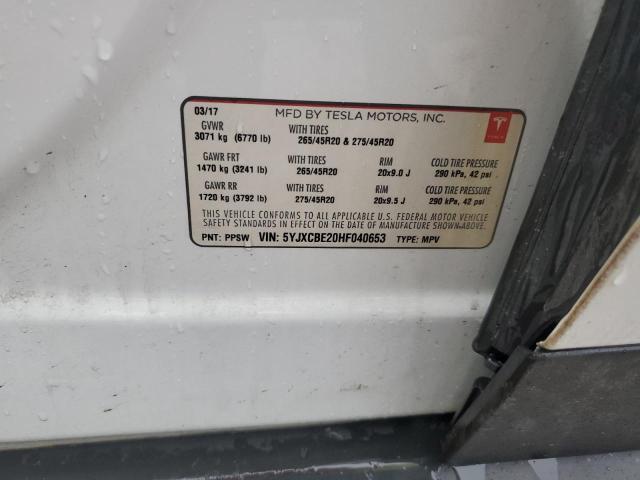 03/17 MFD BY TESLA MOTORS, INC.
GVWR WITH TIRES
3071 kg (6770 lb) 265/45R20 & 275/45R20
GAWR FRT WITH TIRES RIM COLD TIRE PRESSURE
1470 kg (3241 lb) 265/45R20 20x9.0 J 290 kPa, 42 psi
GAWR RR WITH TIRES RIM COLD TIRE PRESSURE
1720 kg (3792 lb) 275/45R20 20x9.5 J 290 kPa, 42 psi
THIS VEHICLE CONFORMS TO ALL APPLICABLE U.S. FEDERAL MOTOR VEHICLE
SAFETY STANDARDS IN EFFECT ON THE DATE OF MANUFACTURE SHOWN ABOVE.
PNT: PPSW VIN: 5YJXCBE20HF040653 TYPE: MPV